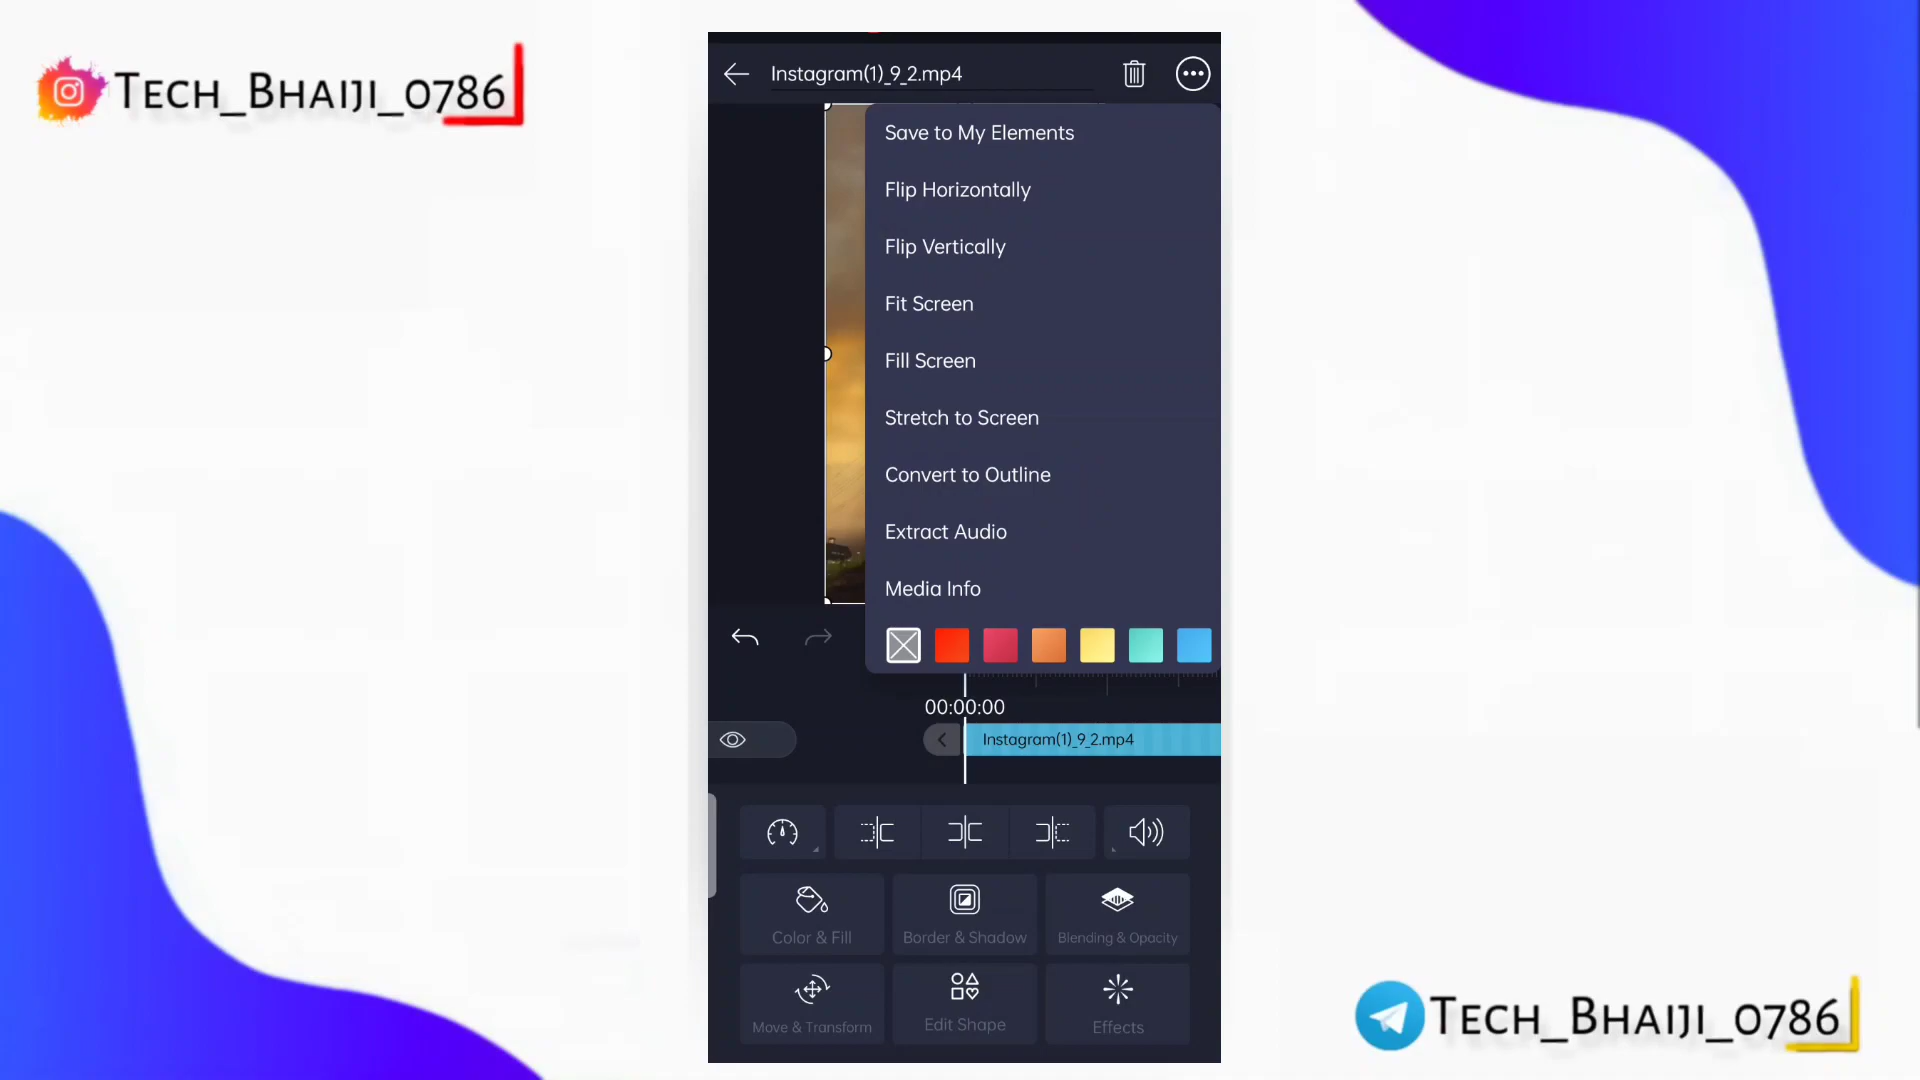 TECH_BHAIJI_0786
Instagram(1)_9_2.mp4
Save to My Elements
Flip Horizontally
Flip Vertically
Fit Screen
Fill Screen
Stretch to Screen
Convert to Outline
Extract Audio
Media Info
00:00:00
Instagram(1)_9_2.mp4
Color & Fill
Border & Shadow
Blending & Opacity
Move & Transform
Edit Shape
Effects
TECH_BHAIJI_0786